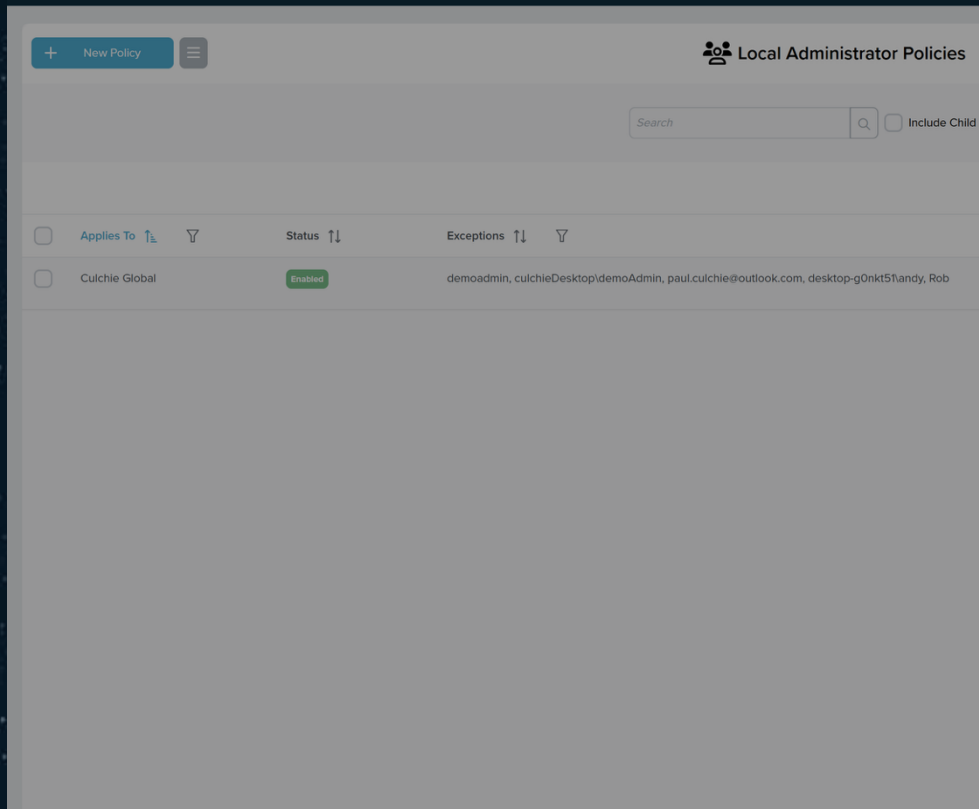 New Policy
Local Administrator Policies
Search
Include Child
Applies To
Status
Exceptions
Culchie Global
Enabled
demoadmin, culchieDesktop\demoAdmin, paul.culchie@outlook.com, desktop-g0nkt51\andy, Rob